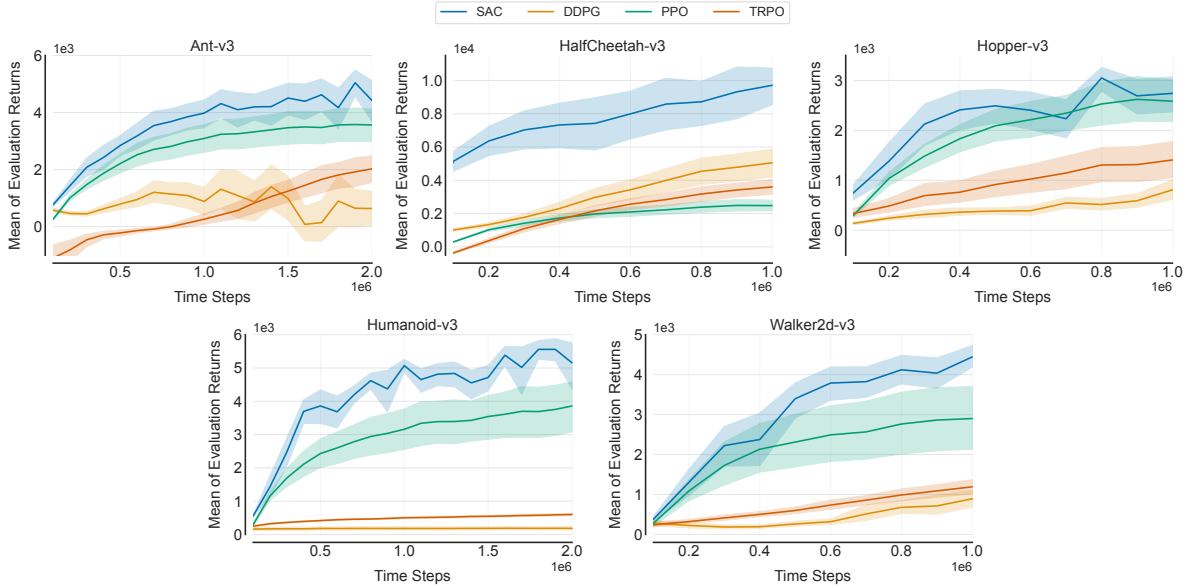 SAC DDPG PPO TRPO
Ant-v3
1e3
6
4
2
0
Mean of Evaluation Returns
0.5 1.0 1.5 2.0
1e6
Time Steps
HalfCheetah-v3
1e4
1.0
0.8
0.6
0.4
0.2
0.0
Mean of Evaluation Returns
0.2 0.4 0.6 0.8 1.0
1e6
Time Steps
Hopper-v3
1e3
3
2
1
0
Mean of Evaluation Returns
0.2 0.4 0.6 0.8 1.0
1e6
Time Steps
Humanoid-v3
1e3
6
5
4
3
2
1
0
Mean of Evaluation Returns
0.5 1.0 1.5 2.0
1e6
Time Steps
Walker2d-v3
1e3
5
4
3
2
1
0
Mean of Evaluation Returns
0.2 0.4 0.6 0.8 1.0
1e6
Time Steps